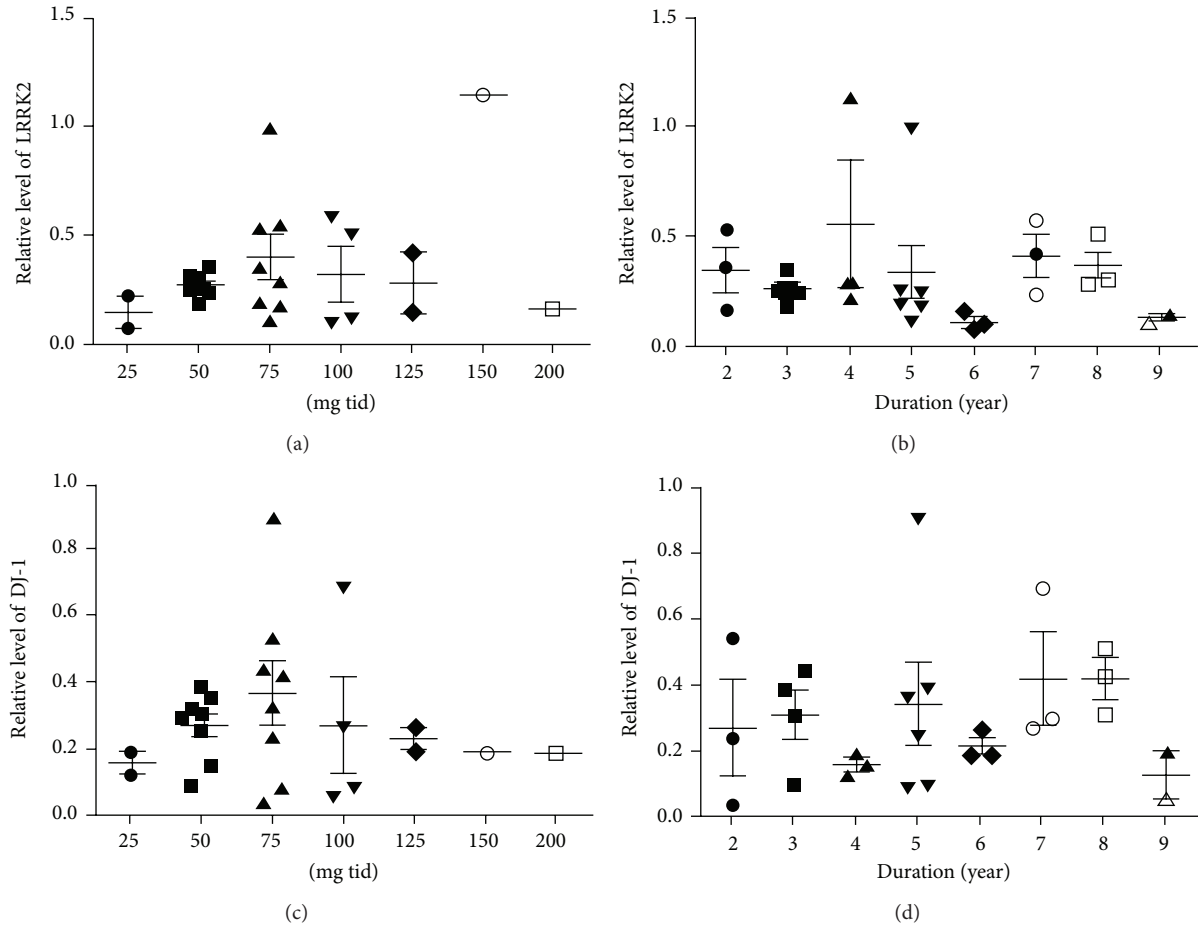 1.5
1.0
0.5
0.0
Relative level of LRRK2
25 50 75 100 125 150 200
(mg tid)
(a)
1.5
1.0
0.5
0.0
Relative level of LRRK2
2 3 4 5 6 7 8 9
Duration (year)
(b)
1.0
0.8
0.6
0.4
0.2
0.0
Relative level of DJ-1
25 50 75 100 125 150 200
(mg tid)
(c)
1.0
0.8
0.6
0.4
0.2
0.0
Relative level of DJ-1
2 3 4 5 6 7 8 9
Duration (year)
(d)